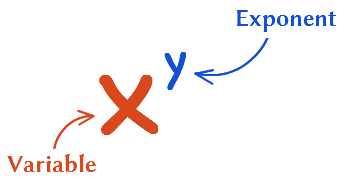 Exponent
X y
Variable